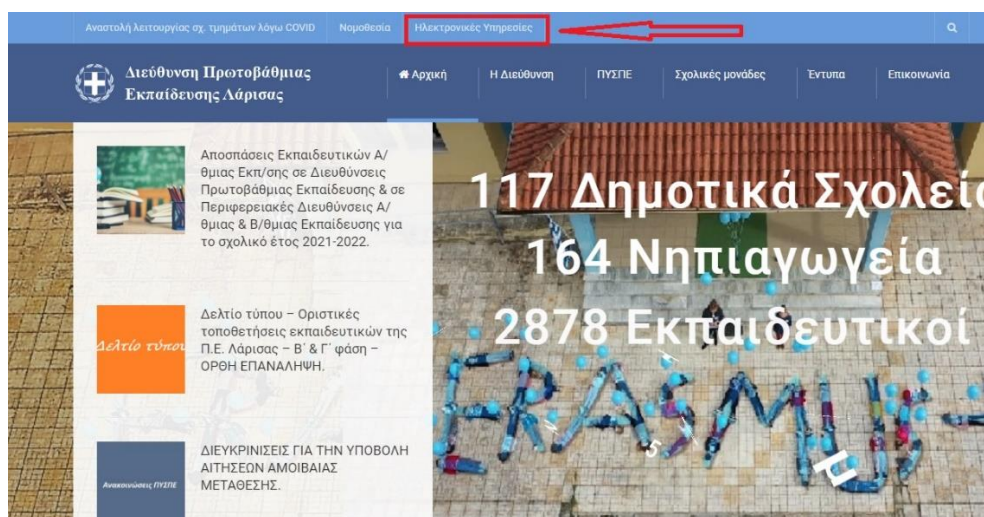 Αναστολή λειτουργίας σχ. τμημάτων λόγω COVID Νομοθεσία Ηλεκτρονικές Υπηρεσίες
Διεύθυνση Πρωτοβάθμιας
Εκπαίδευσης Λάρισας
Αρχική Η Διεύθυνση ΠΥΣΠΕ Σχολικές μονάδες Έντυπα Επικοινωνία
Αποσπάσεις Εκπαιδευτικών Α/
θμιας Εκπ/σης σε Διευθύνσεις
Πρωτοβάθμιας Εκπαίδευσης & σε
Περιφερειακές Διευθύνσεις Α/
θμιας & Β/θμιας Εκπαίδευσης για
το σχολικό έτος 2021-2022.
Δελτίο τύπου
Δελτίο τύπου – Οριστικές
τοποθετήσεις εκπαιδευτικών της
Π.Ε. Λάρισας – Β΄ & Γ΄ φάση –
ΟΡΘΗ ΕΠΑΝΑΛΗΨΗ.
Ανακοινώσεις ΠΥΣΠΕ
ΔΙΕΥΚΡΙΝΙΣΕΙΣ ΓΙΑ ΤΗΝ ΥΠΟΒΟΛΗ
ΑΙΤΗΣΕΩΝ ΑΜΟΙΒΑΙΑΣ
ΜΕΤΑΘΕΣΗΣ.
117 Δημοτικά Σχολεία
164 Νηπιαγωγεία
2878 Εκπαιδευτικοί
ERASMUS
5 μ